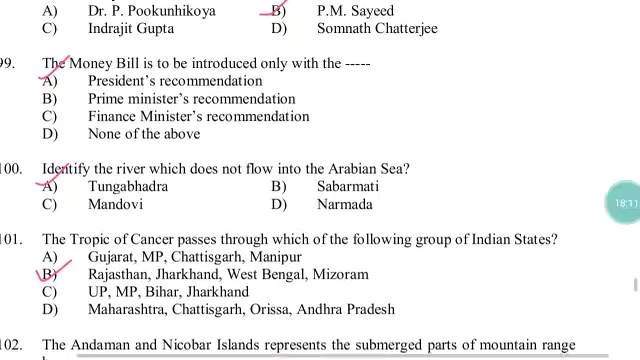 A) Dr. P. Pookunhikoya B) P.M. Sayeed
C) Indrajit Gupta D) Somnath Chatterjee
99. The Money Bill is to be introduced only with the -----
A) President's recommendation
B) Prime minister's recommendation
C) Finance Minister's recommendation
D) None of the above
100. Identify the river which does not flow into the Arabian Sea?
A) Tungabhadra B) Sabarmati
C) Mandovi D) Narmada
18:11
101. The Tropic of Cancer passes through which of the following group of Indian States?
A) Gujarat, MP, Chattisgarh, Manipur
B) Rajasthan, Jharkhand, West Bengal, Mizoram
C) UP, MP, Bihar, Jharkhand
D) Maharashtra, Chattisgarh, Orissa, Andhra Pradesh
102. The Andaman and Nicobar Islands represents the submerged parts of mountain range